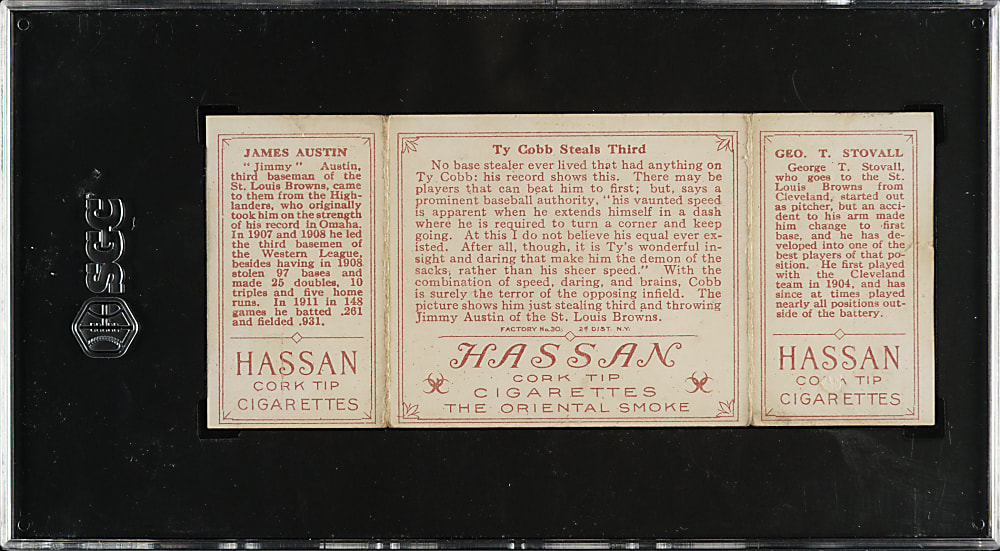 SGC
JAMES AUSTIN
"Jimmy" Austin,
third baseman of the
St. Louis Browns, came
to them from the High-
landers, who originally
took him on the strength
of his record in Omaha.
In 1907 and 1908 he led
the third basemen of
the Western League,
besides having in 1908
stolen 97 bases and
made 25 doubles, 10
triples and five home
runs. In 1911 in 148
games he batted .261
and fielded .931.
HASSAN
CORK TIP
CIGARETTES
Ty Cobb Steals Third
No base stealer ever lived that had anything on
Ty Cobb: his record shows this. There may be
players that can beat him to first; but, says a
prominent baseball authority, "his vaunted speed
is apparent when he extends himself in a dash
where he is required to turn a corner and keep
going. At this I do not believe his equal ever ex-
isted. After all, though, it is Ty's wonderful in-
sight and daring that make him the demon of the
sacks, rather than his sheer speed." With the
combination of speed, daring, and brains, Cobb
is surely the terror of the opposing infield. The
picture shows him just stealing third and throwing
Jimmy Austin of the St. Louis Browns.
FACTORY No. 30, 2d DIST. N.Y.
HASSAN
CORK TIP
CIGARETTES
THE ORIENTAL SMOKE
GEO. T. STOVALL
George T. Stovall,
who goes to the St.
Louis Browns from
Cleveland, started out
as pitcher, but an acci-
dent to his arm made
him change to first
base, and he has de-
veloped into one of the
best players of that po-
sition. He first played
with the Cleveland
team in 1904, and has
since at times played
nearly all positions out-
side of the battery.
HASSAN
TIP
CIGARETTES